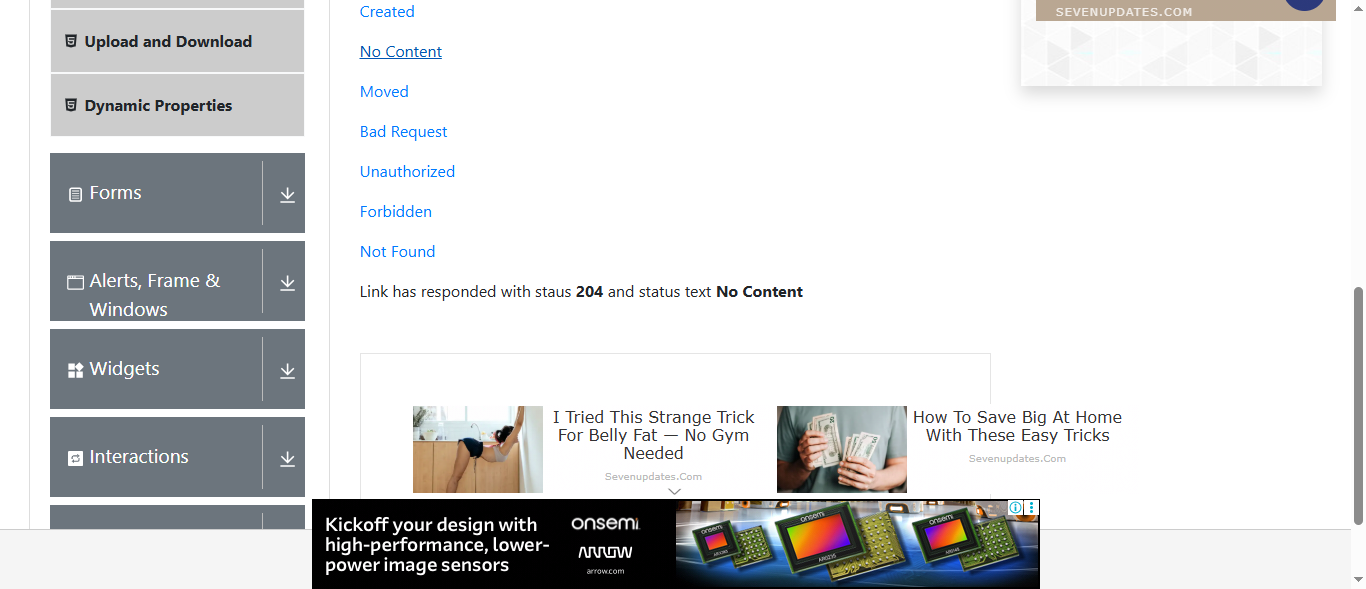 Upload and Download
Dynamic Properties
Forms
Alerts, Frame &
Windows
Widgets
Interactions
Created
No Content
Moved
Bad Request
Unauthorized
Forbidden
Not Found
Link has responded with staus 204 and status text No Content
SEVENUPDATES.COM
I Tried This Strange Trick
For Belly Fat — No Gym
Needed
Sevenupdates.Com
How To Save Big At Home
With These Easy Tricks
Sevenupdates.Com
Kickoff your design with
high-performance, lower-
power image sensors
onsemi
ARROW
arrow.com
onsemi
onsemi
AR0235
onsemi